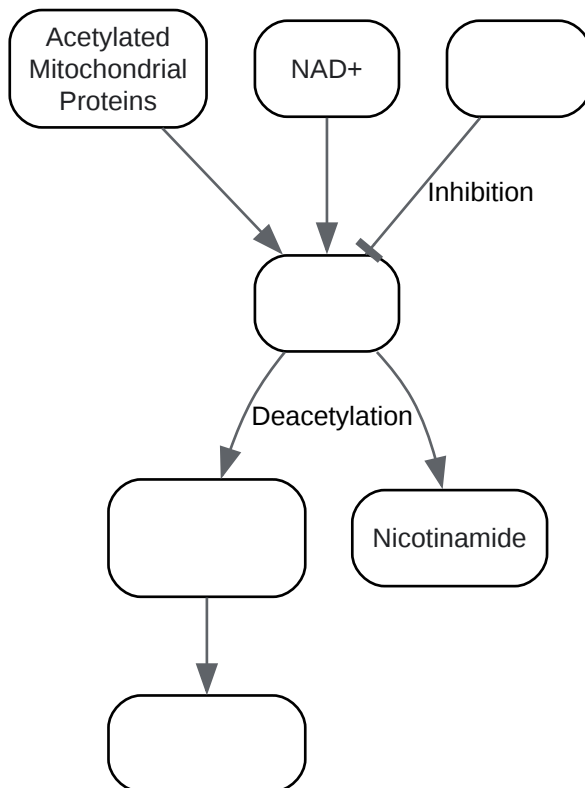 Acetylated
Mitochondrial
Proteins
NAD+
Inhibition
Deacetylation
Nicotinamide